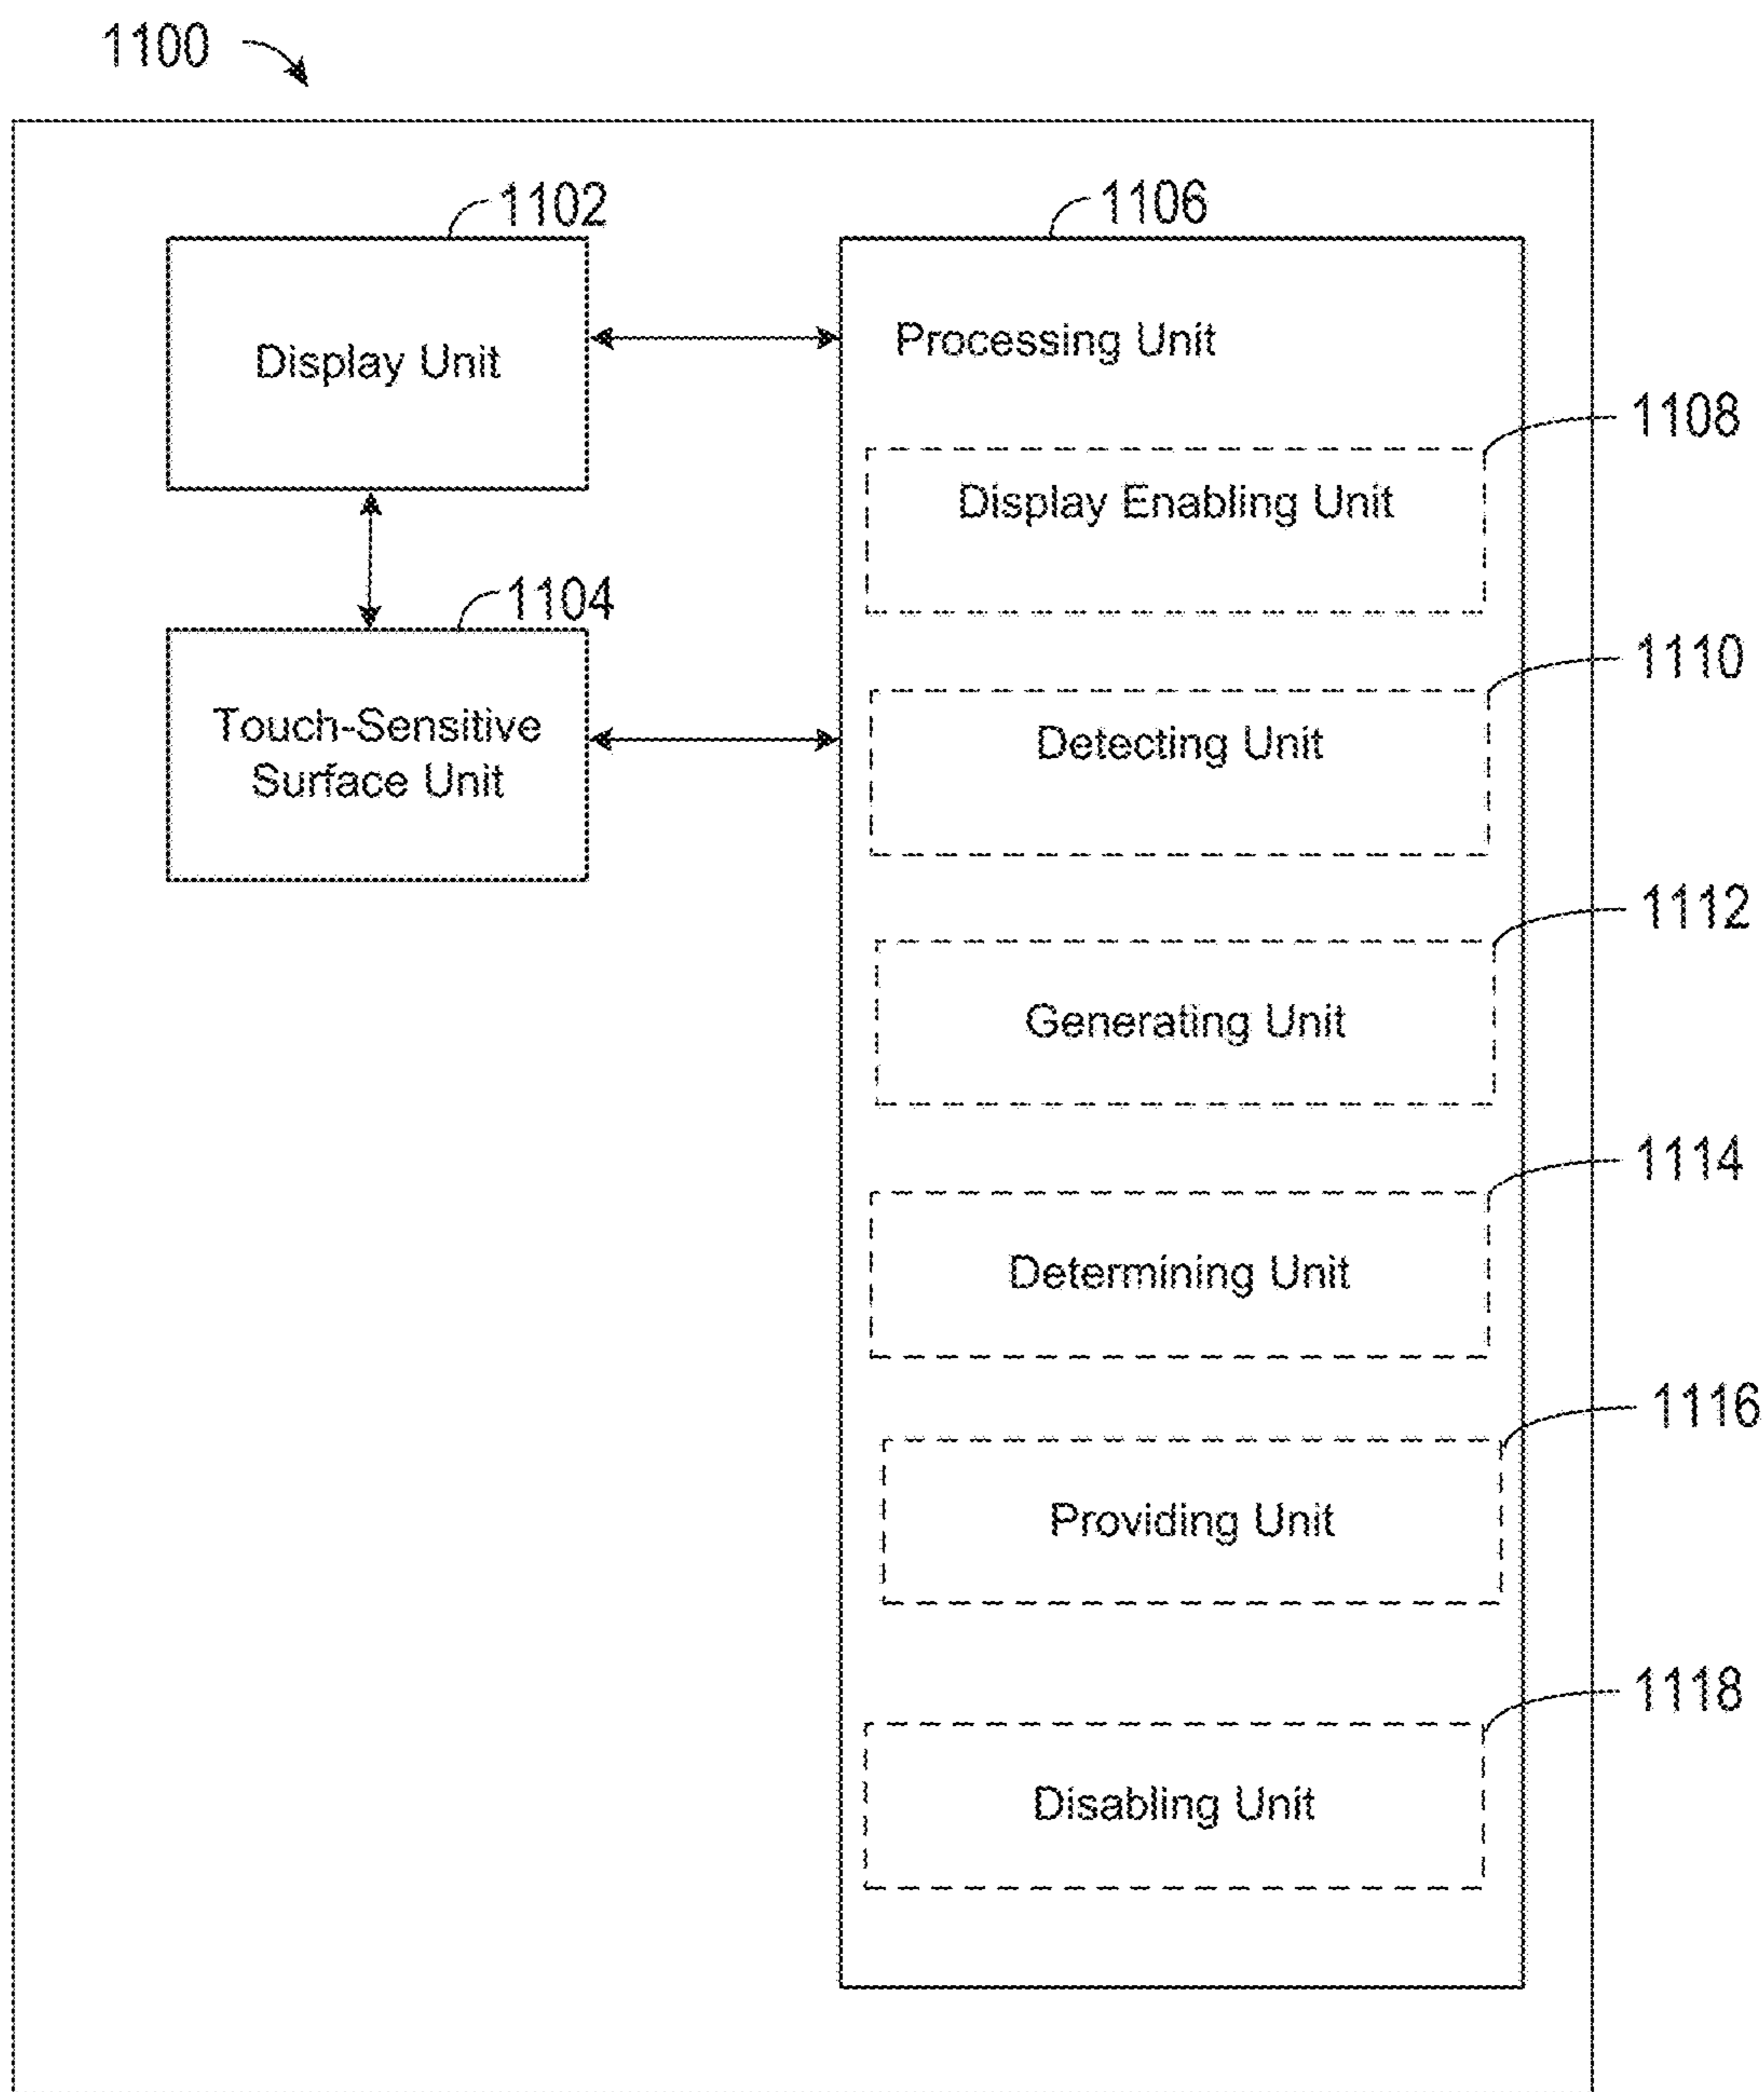 1100
1102
1106
Display Unit
Processing Unit
1108
Display Enabling Unit
1104
Touch-Sensitive
Surface Unit
1110
Detecting Unit
1112
Generating Unit
1114
Determining Unit
1116
Providing Unit
1118
Disabling Unit